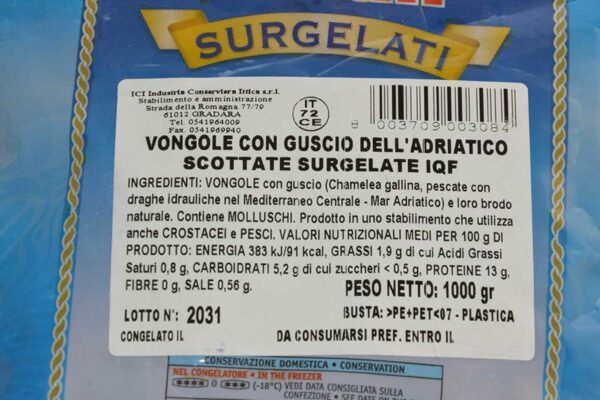 SURGELATI
ICI Industria Conserviera Ittica s.r.l.
Stabilimento e amministrazione
Strada della Romagna 77/79
61012 GRADARA
Tel. 0541964009
Fax. 0541969940
IT
72
CE
8 003709 003084
VONGOLE CON GUSCIO DELL'ADRIATICO
SCOTTATE SURGELATE IQF
INGREDIENTI: VONGOLE con guscio (Chamelea gallina, pescate con
draghe idrauliche nel Mediterraneo Centrale - Mar Adriatico) e loro brodo
naturale. Contiene MOLLUSCHI. Prodotto in uno stabilimento che utilizza
anche CROSTACEI e PESCI. VALORI NUTRIZIONALI MEDI PER 100 g DI
PRODOTTO: ENERGIA 383 kJ/91 kcal, GRASSI 1,9 g di cui Acidi Grassi
Saturi 0,8 g, CARBOIDRATI 5,2 g di cui zuccheri < 0,5 g, PROTEINE 13 g,
FIBRE 0 g, SALE 0,56 g.
PESO NETTO: 1000 gr
LOTTO N°: 2031
BUSTA: >PE+PET<07 - PLASTICA
CONGELATO IL
DA CONSUMARSI PREF. ENTRO IL
CONSERVAZIONE DOMESTICA • CONSERVATION
NEL CONGELATORE • IN THE FREEZER
**** O *** (-18°C) VEDI DATA CONSIGLIATA SULLA
CONFEZIONE • SEE DATE ON